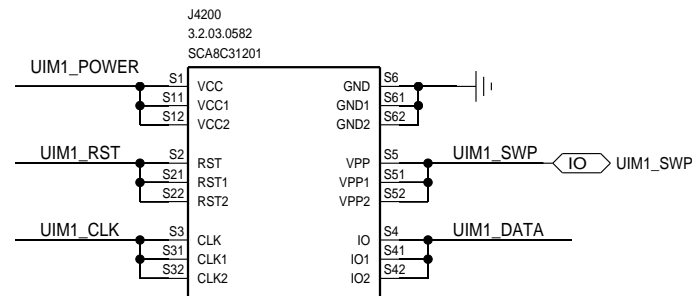 J4200
3.2.03.0582
SCA8C31201
UIM1_POWER
S1 VCC GND S6
S11 VCC1 GND1 S61
S12 VCC2 GND2 S62
UIM1_RST S2 RST VPP S5 UIM1_SWP IO UIM1_SWP
S21 RST1 VPP1 S51
S22 RST2 VPP2 S52
UIM1_CLK S3 CLK IO S4 UIM1_DATA
S31 CLK1 IO1 S41
S32 CLK2 IO2 S42